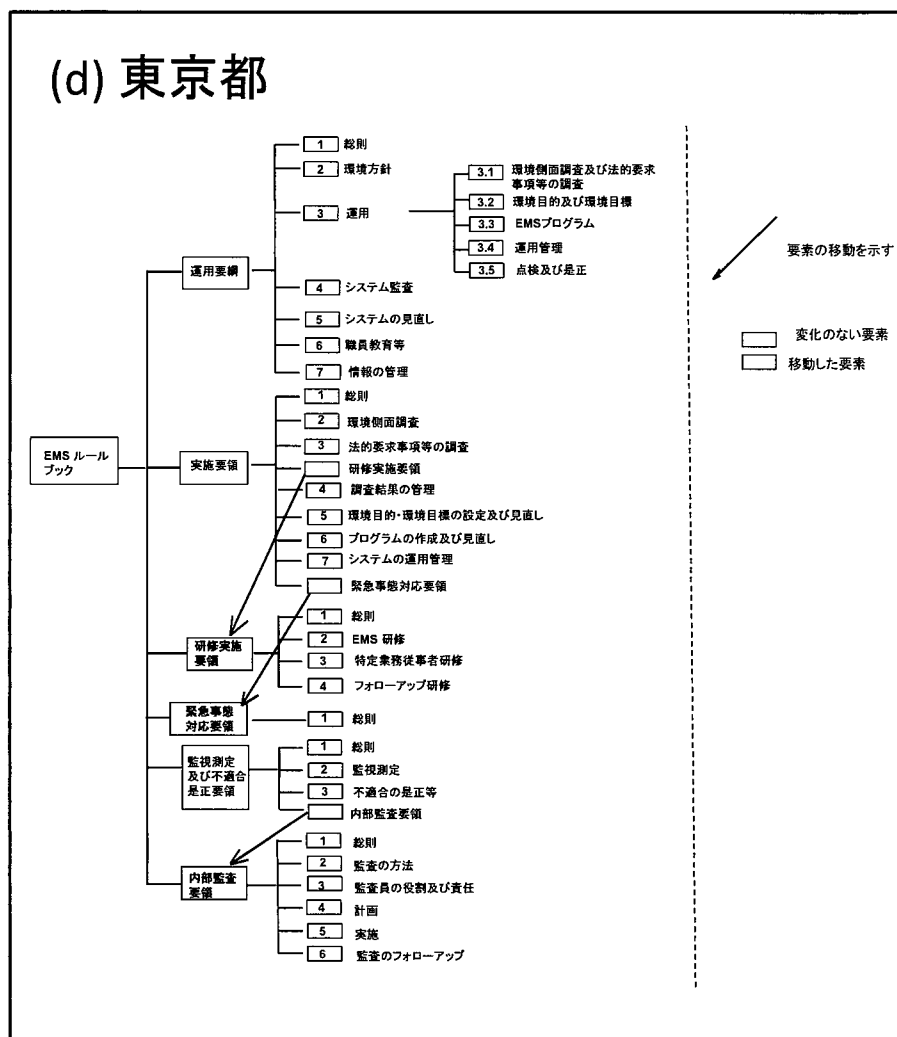 (d) 東京都
1 総則
2 環境方針
3 運用
3.1 環境側面調査及び法的要求
事項等の調査
3.2 環境目的及び環境目標
3.3 EMSプログラム
3.4 運用管理
3.5 点検及び是正
運用要綱
4 システム監査
5 システムの見直し
6 職員教育等
7 情報の管理
要素の移動を示す
変化のない要素
移動した要素
EMS ルール
ブック
実施要領
1 総則
2 環境側面調査
3 法的要求事項等の調査
研修実施要領
4 調査結果の管理
5 環境目的・環境目標の設定及び見直し
6 プログラムの作成及び見直し
7 システムの運用管理
緊急事態対応要領
研修実施
要領
1 総則
2 EMS 研修
3 特定業務従事者研修
4 フォローアップ研修
緊急事態
対応要領
1 総則
監視測定
及び不適合
是正要領
1 総則
2 監視測定
3 不適合の是正等
内部監査要領
内部監査
要領
1 総則
2 監査の方法
3 監査員の役割及び責任
4 計画
5 実施
6 監査のフォローアップ